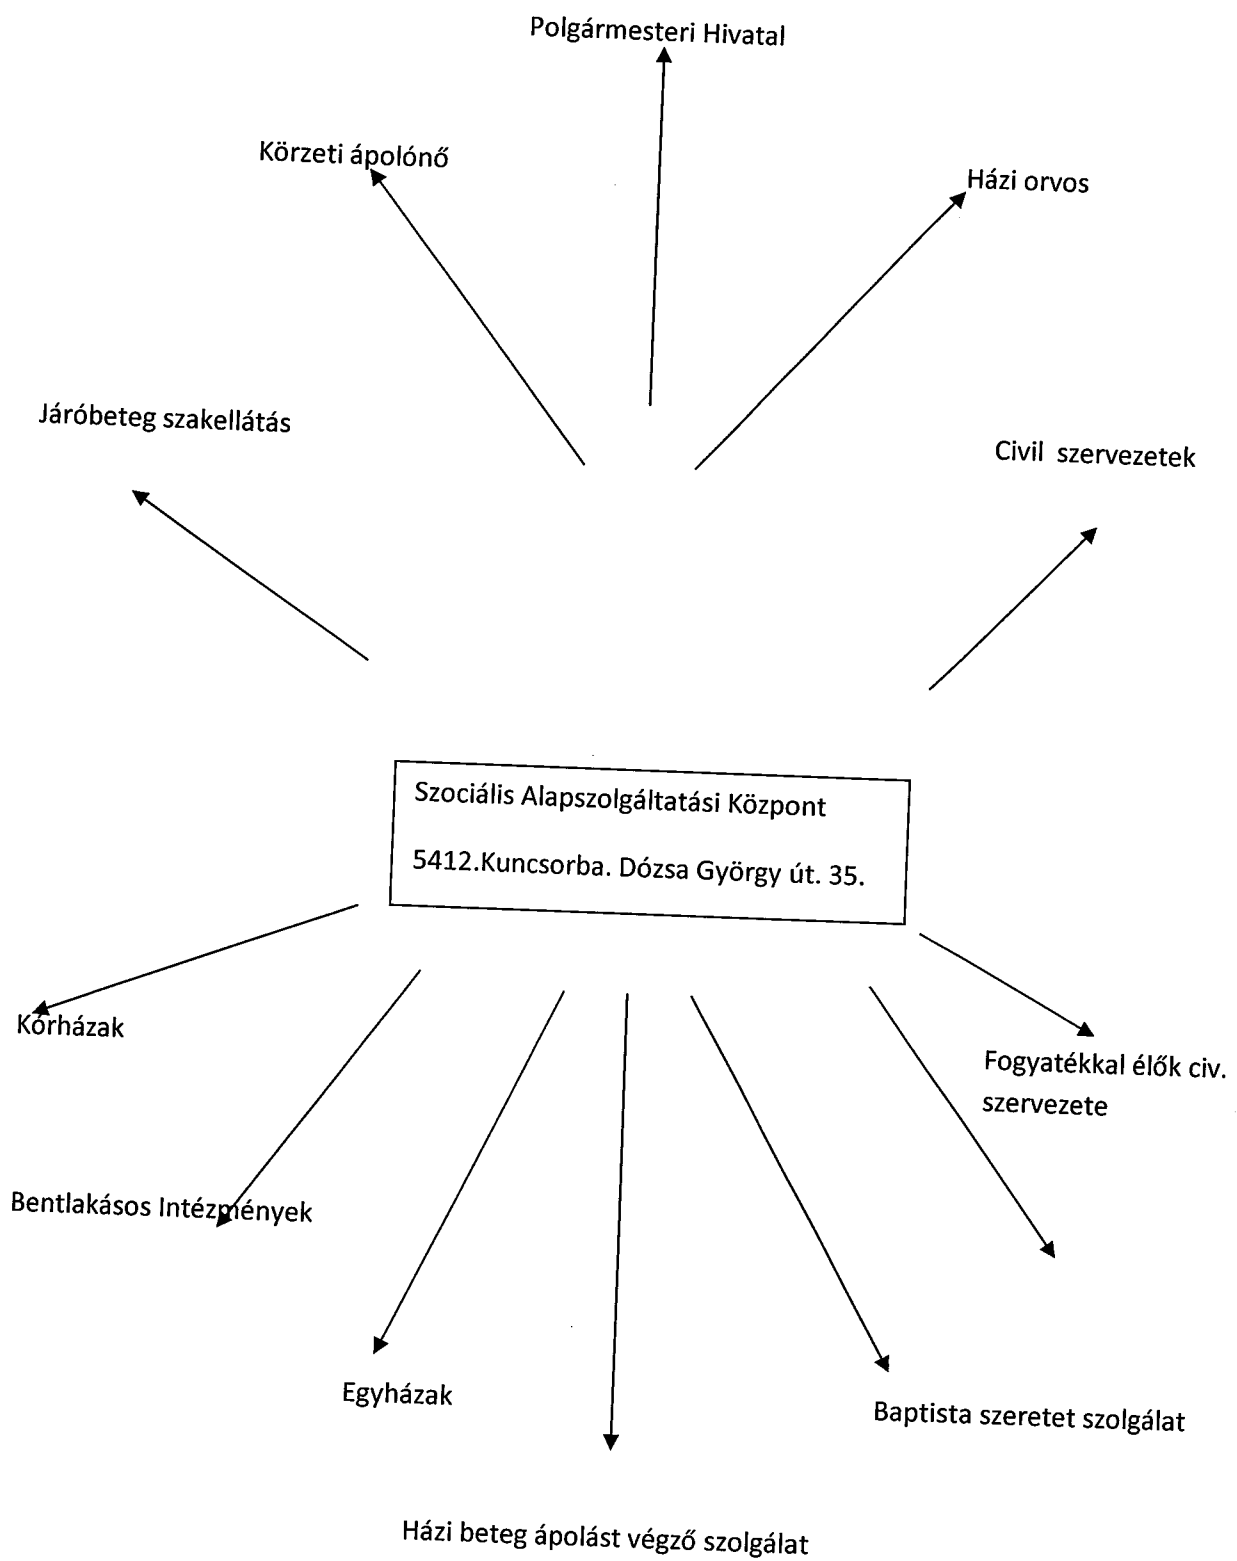 Polgármesteri Hivatal
Körzeti ápolónő
Házi orvos
Járóbeteg szakellátás
Civil szervezetek
Szociális Alapszolgáltatási Központ
5412.Kuncsorba. Dózsa György út. 35.
Kórházak
Fogyatékkal élők civ.
szervezete
Bentlakásos Intézmények
Egyházak
Baptista szeretet szolgálat
Házi beteg ápolást végző szolgálat